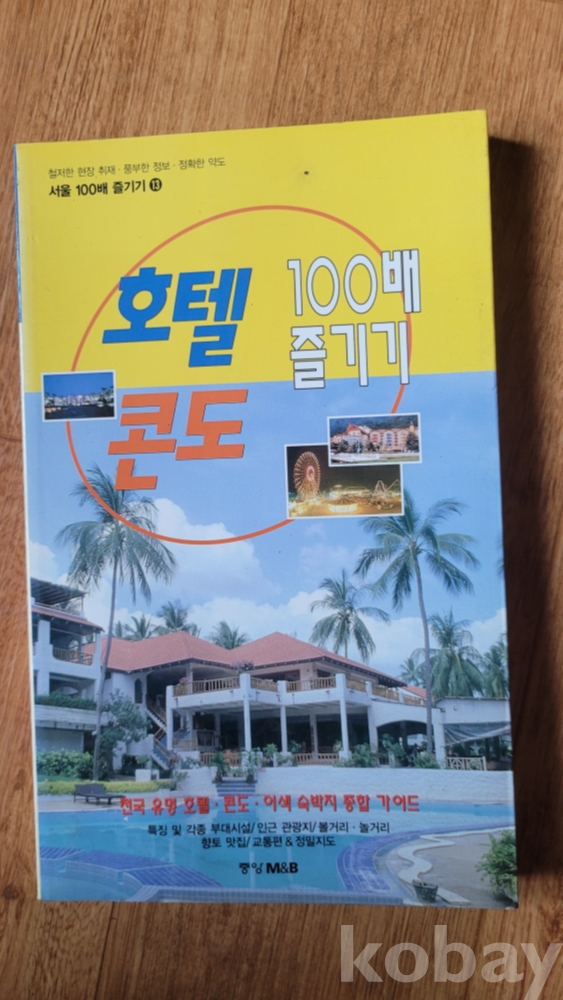 철저한 현장 취재 · 풍부한 정보 · 정확한 약도
서울 100배 즐기기 13
호텔
콘도
100배
즐기기
전국 유명 호텔 · 콘도 · 이색 숙박지 종합 가이드
특징 및 각종 부대시설/ 인근 관광지/ 볼거리 · 놀거리
향토 맛집/ 교통편 & 정밀지도
중앙 M&B
kobay